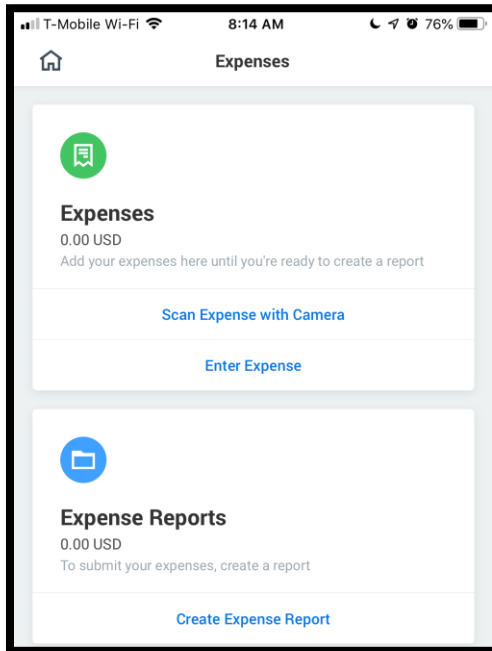 T-Mobile Wi-Fi 8:14 AM 76%
Expenses
Expenses
0.00 USD
Add your expenses here until you're ready to create a report
Scan Expense with Camera
Enter Expense
Expense Reports
0.00 USD
To submit your expenses, create a report
Create Expense Report